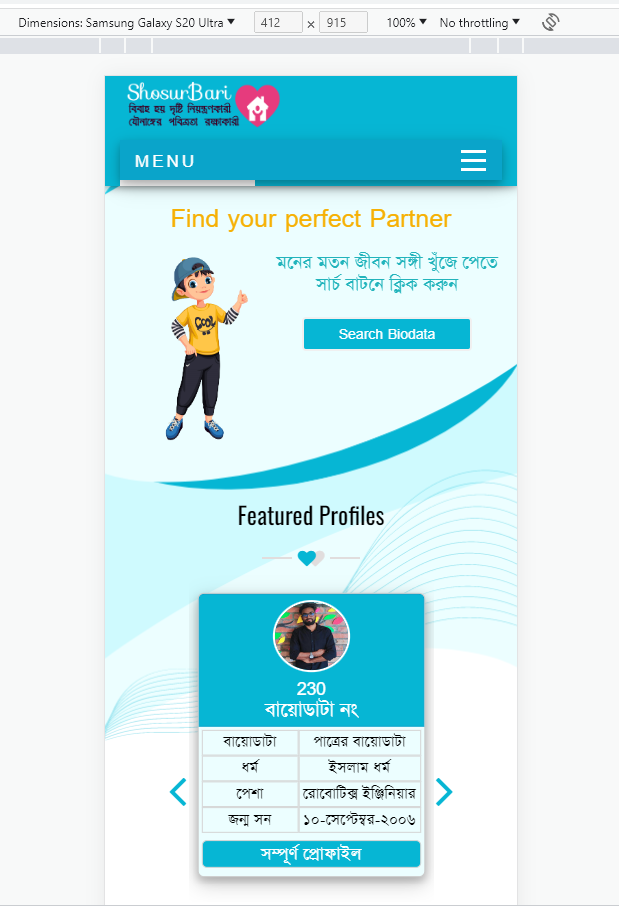 Dimensions: Samsung Galaxy S20 Ultra ▼ 412 x 915 100% ▼ No throttling ▼
ShosurBari
বিবাহ হয় দৃষ্টি নিয়ন্ত্রণকারী
যৌনাঙ্গের পবিত্রতা রক্ষাকারী
MENU
Find your perfect Partner
মনের মতন জীবন সঙ্গী খুঁজে পেতে
সার্চ বাটনে ক্লিক করুন
Search Biodata
COOL
Featured Profiles
230
বায়োডাটা নং
বায়োডাটা পাত্রের বায়োডাটা
ধর্ম ইসলাম ধর্ম
পেশা রোবোটিক্স ইঞ্জিনিয়ার
জন্ম সন ১০-সেপ্টেম্বর-২০০৬
সম্পূর্ণ প্রোফাইল